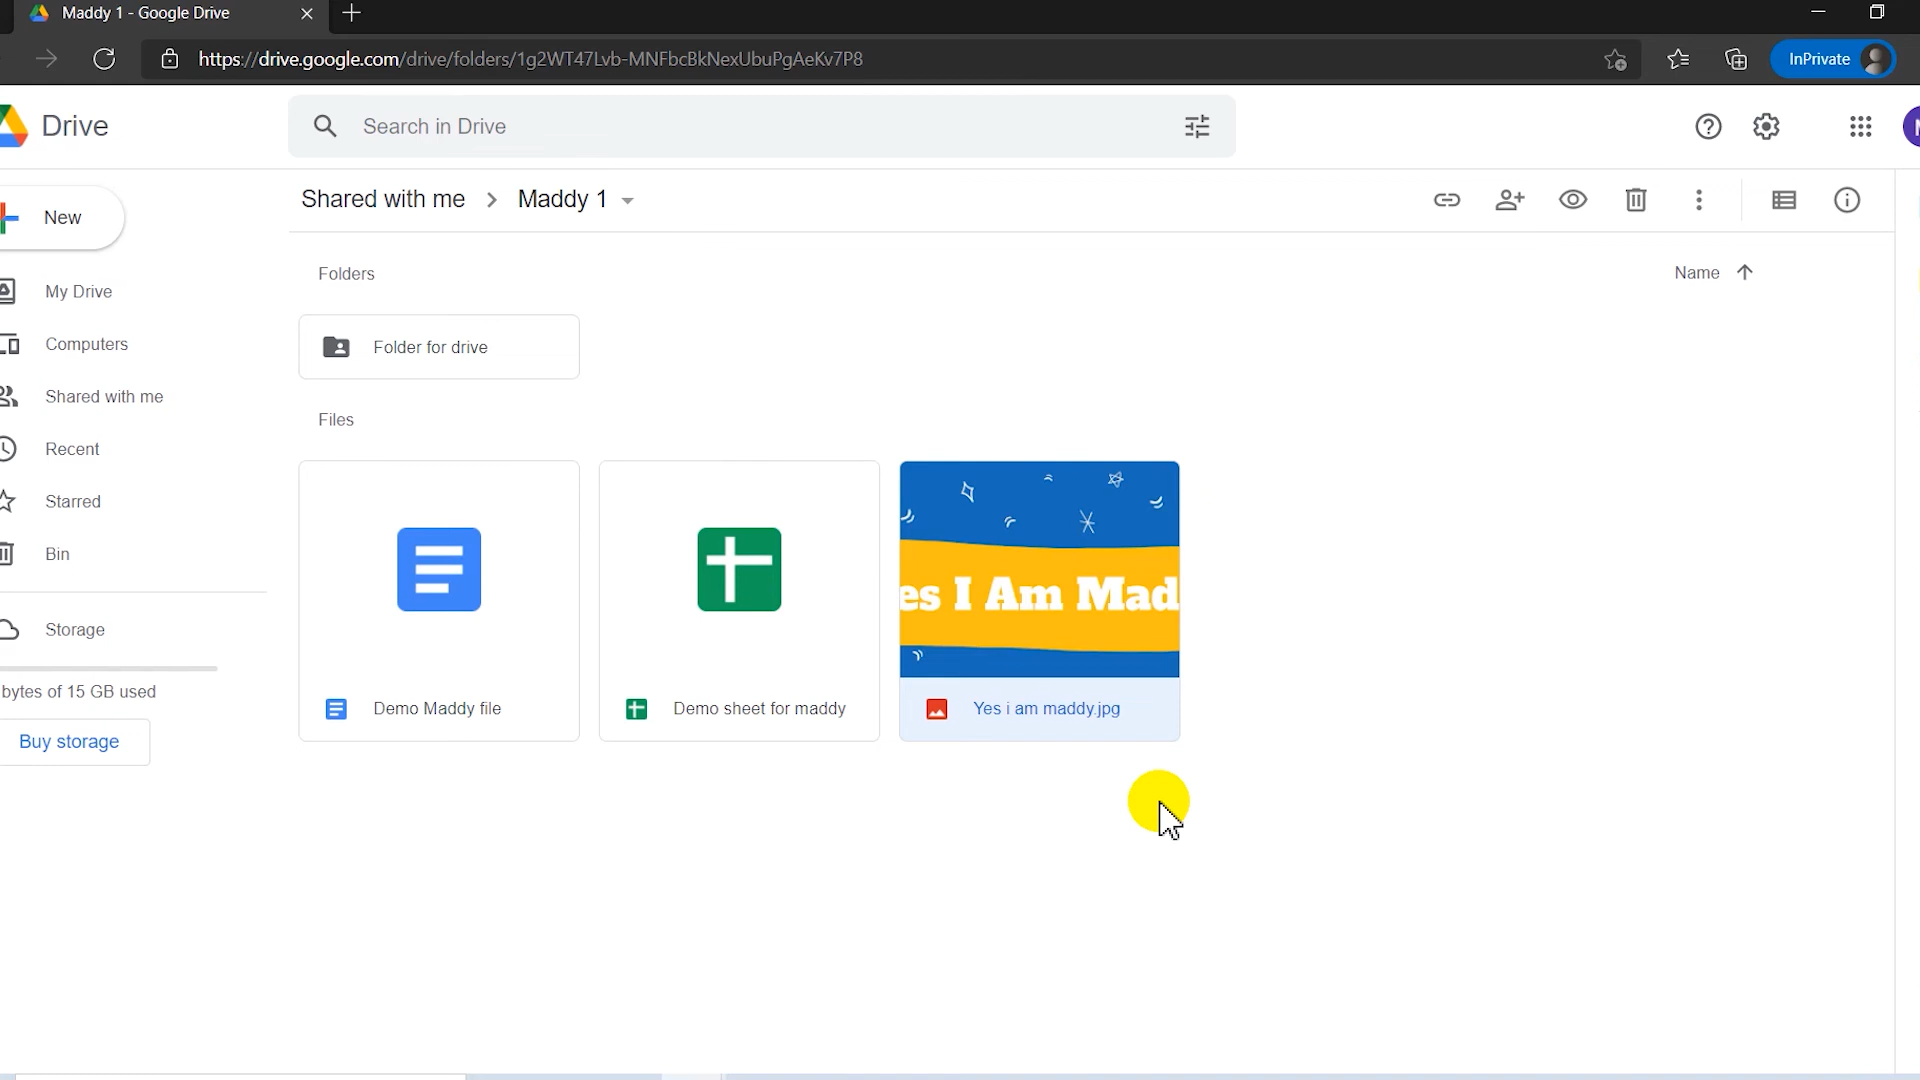 Maddy 1 - Google Drive
https://drive.google.com/drive/folders/1g2WT47Lvb-MNFbcBkNexUbuPgAeKv7P8
InPrivate
Drive
Search in Drive
Shared with me > Maddy 1
New
My Drive
Computers
Shared with me
Recent
Starred
Bin
Storage
bytes of 15 GB used
Buy storage
Folders
Name
Folder for drive
Files
es I Am Mad
Demo Maddy file
Demo sheet for maddy
Yes i am maddy.jpg